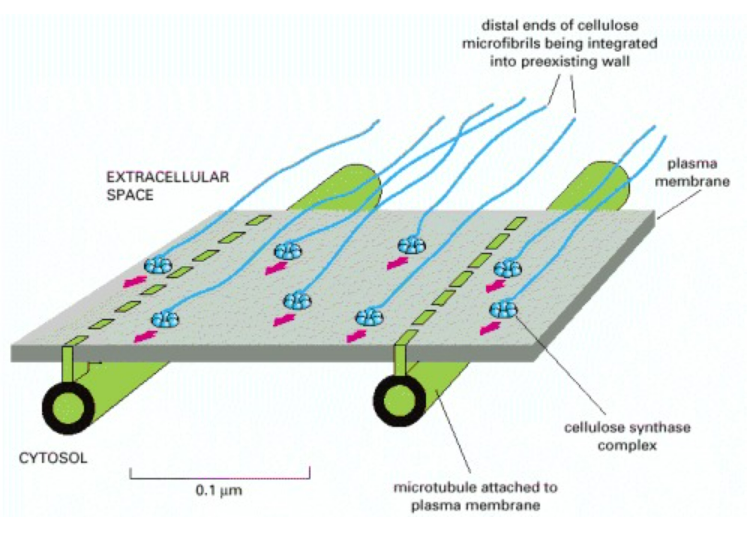 distal ends of cellulose
microfibrils being integrated
into preexisting wall
EXTRACELLULAR
SPACE
plasma
membrane
cellulose synthase
complex
CYTOSOL
0.1 µm
microtubule attached to
plasma membrane